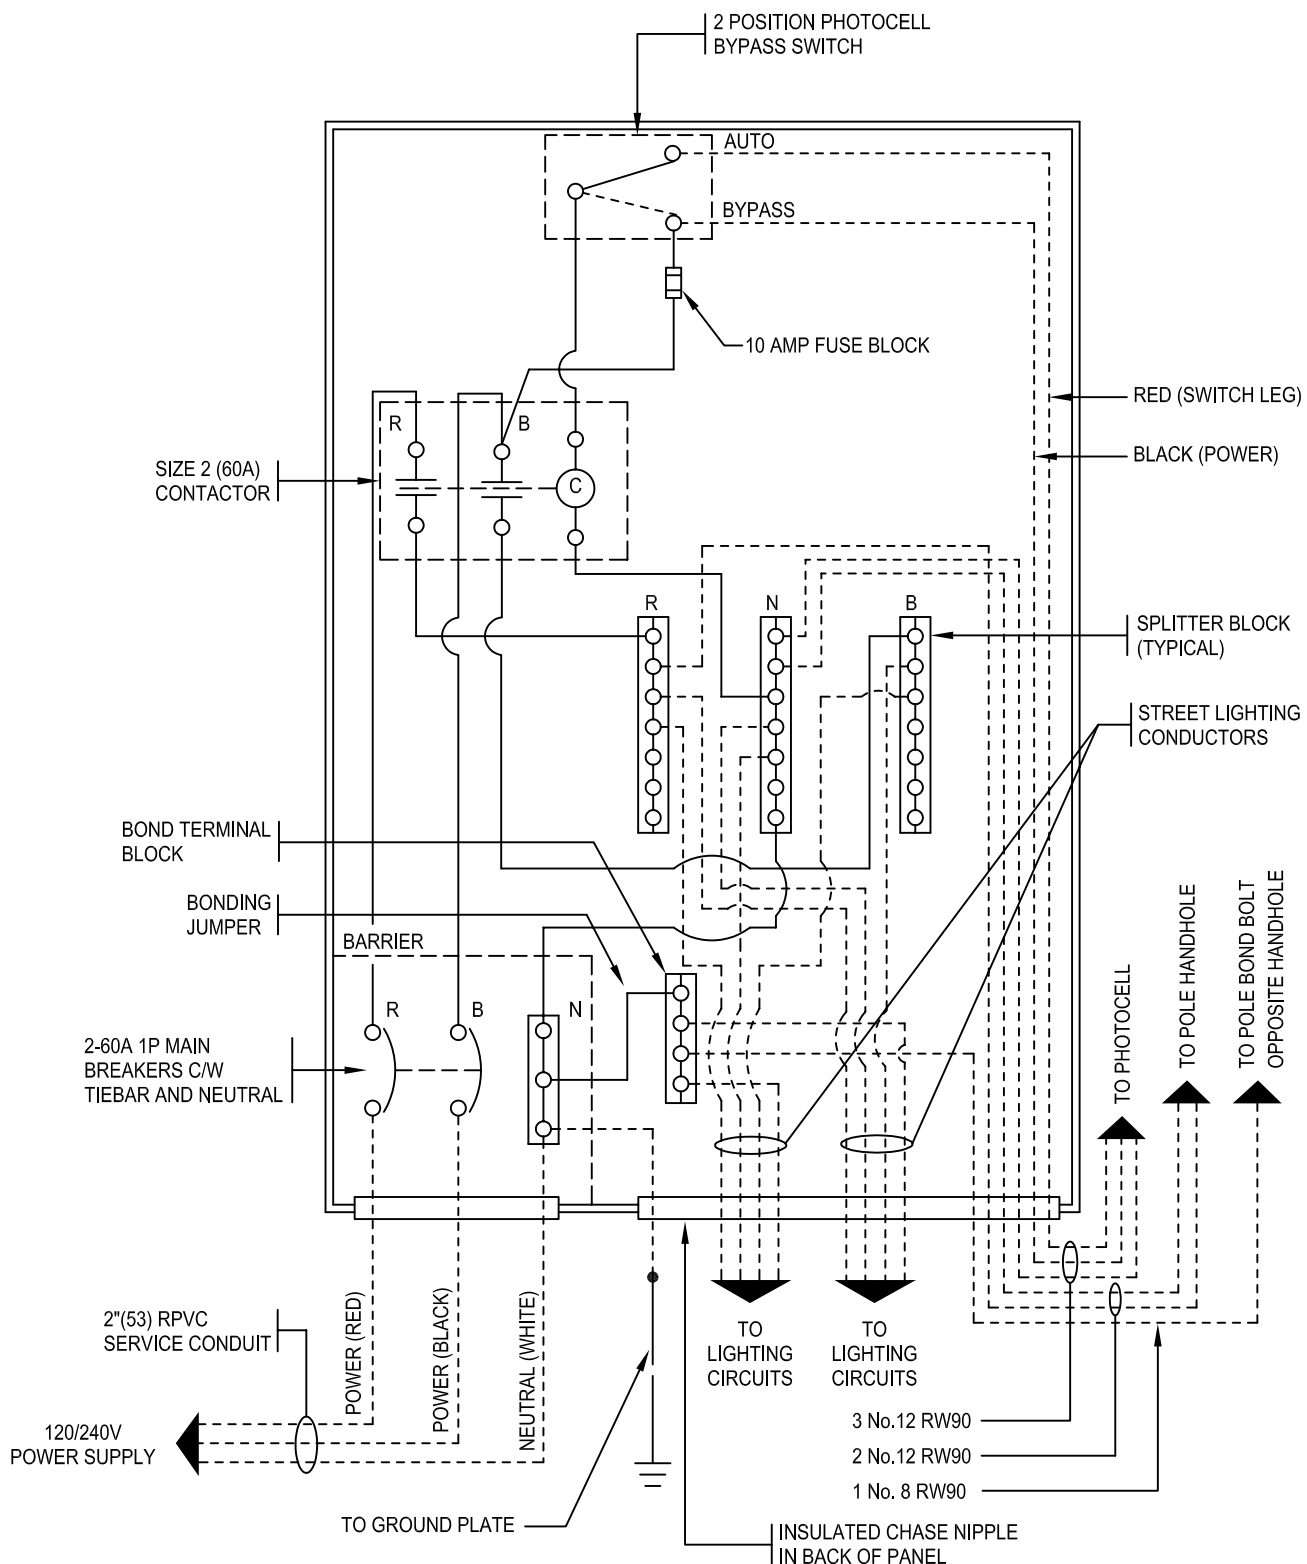 2 POSITION PHOTOCELL
BYPASS SWITCH
AUTO
BYPASS
10 AMP FUSE BLOCK
RED (SWITCH LEG)
BLACK (POWER)
R
B
C
SIZE 2 (60A)
CONTACTOR
R
N
B
SPLITTER BLOCK
(TYPICAL)
STREET LIGHTING
CONDUCTORS
BOND TERMINAL
BLOCK
BONDING
JUMPER
BARRIER
R
B
N
2-60A 1P MAIN
BREAKERS C/W
TIEBAR AND NEUTRAL
TO PHOTOCELL
TO POLE HANDHOLE
TO POLE BOND BOLT
OPPOSITE HANDHOLE
2"(53) RPVC
SERVICE CONDUIT
POWER (RED)
POWER (BLACK)
NEUTRAL (WHITE)
TO
LIGHTING
CIRCUITS
TO
LIGHTING
CIRCUITS
120/240V
POWER SUPPLY
3 No.12 RW90
2 No.12 RW90
1 No. 8 RW90
TO GROUND PLATE
INSULATED CHASE NIPPLE
IN BACK OF PANEL